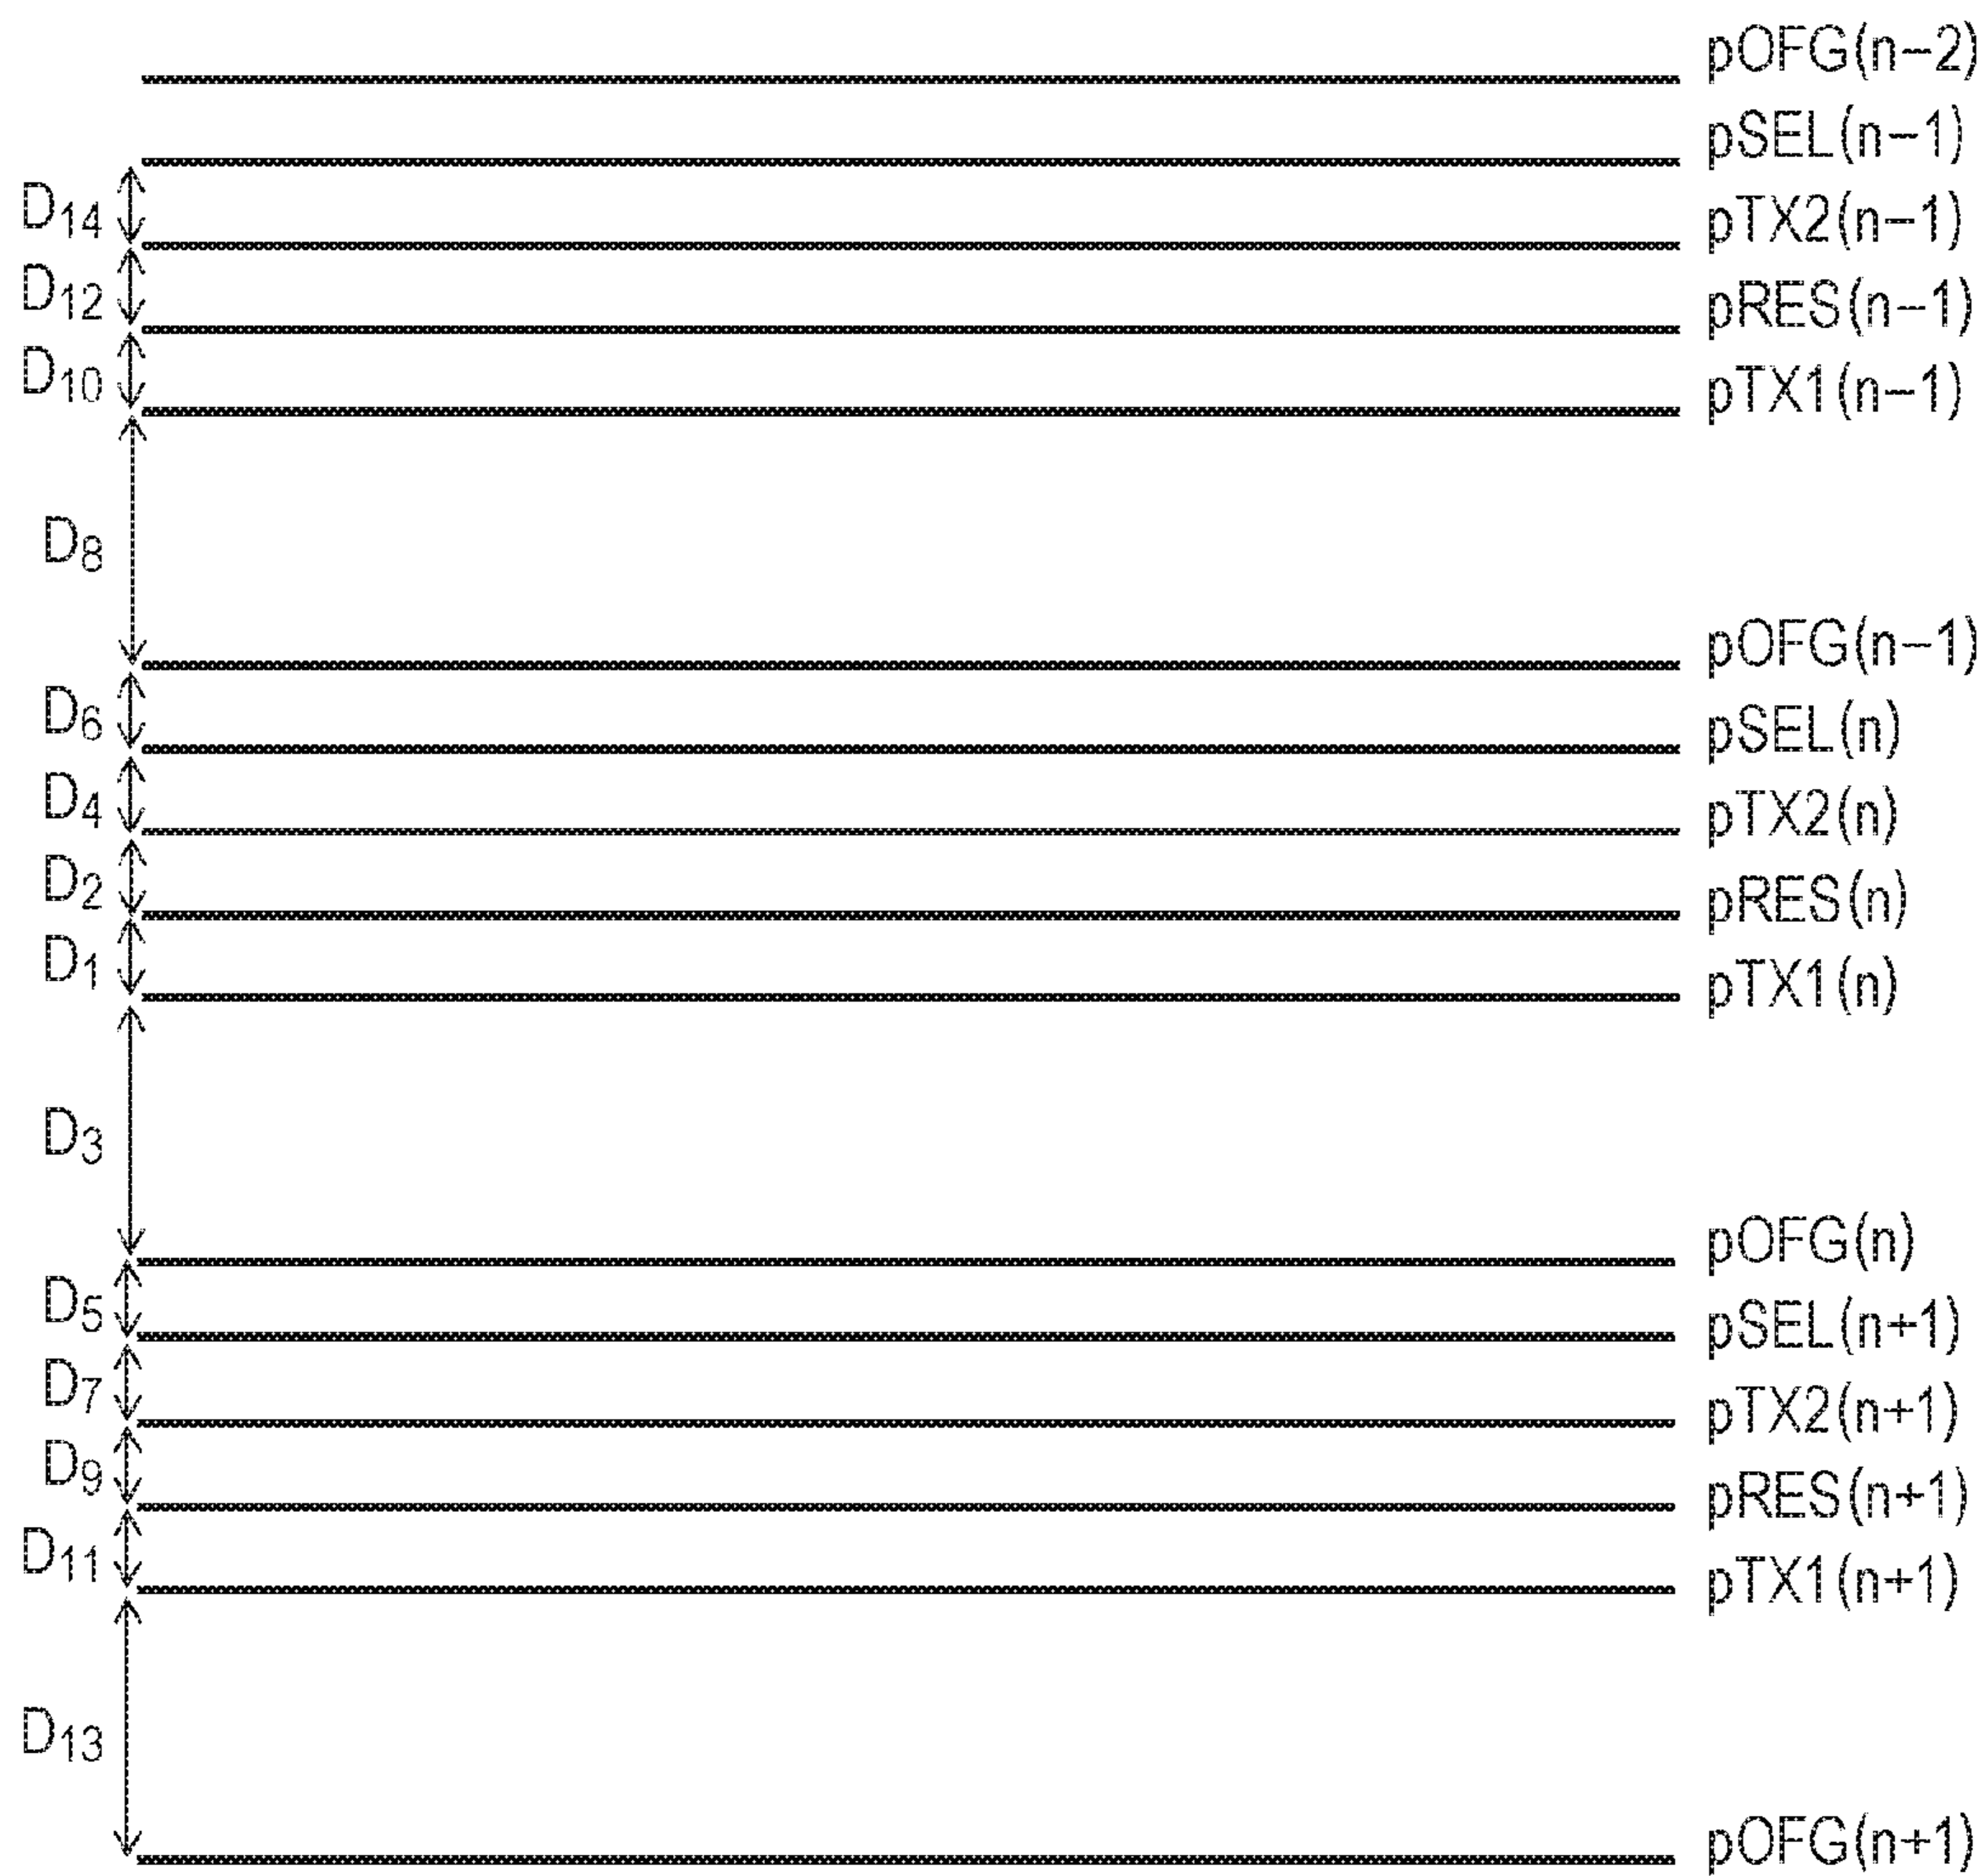 pOFG(n−2)
pSEL(n−1)
D14
pTX2(n−1)
D12
pRES(n−1)
D10
pTX1(n−1)
D8
pOFG(n−1)
D6
pSEL(n)
D4
pTX2(n)
D2
pRES(n)
D1
pTX1(n)
D3
pOFG(n)
D5
pSEL(n+1)
D7
pTX2(n+1)
D9
pRES(n+1)
D11
pTX1(n+1)
D13
pOFG(n+1)